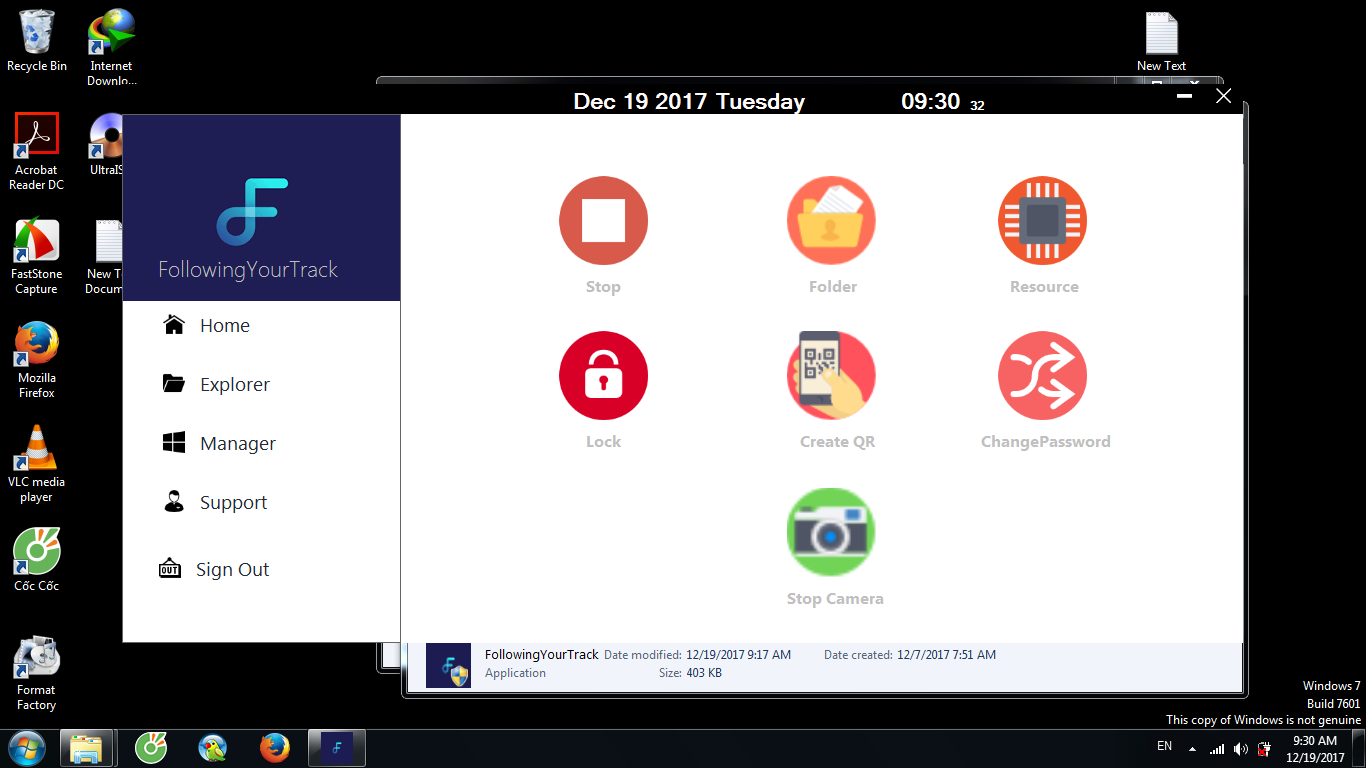 Recycle Bin
Internet
Downlo...
New Text
Dec 19 2017 Tuesday
09:30 32
Acrobat
Reader DC
UltraIS
FollowingYourTrack
FastStone
Capture
New Te
Docum
Mozilla
Firefox
VLC media
player
Cốc Cốc
Format
Factory
Home
Explorer
Manager
Support
OUT
Sign Out
Stop
Folder
Resource
Lock
Create QR
ChangePassword
Stop Camera
FollowingYourTrack Date modified: 12/19/2017 9:17 AM Date created: 12/7/2017 7:51 AM
Application Size: 403 KB
Windows 7
Build 7601
This copy of Windows is not genuine
EN
9:30 AM
12/19/2017